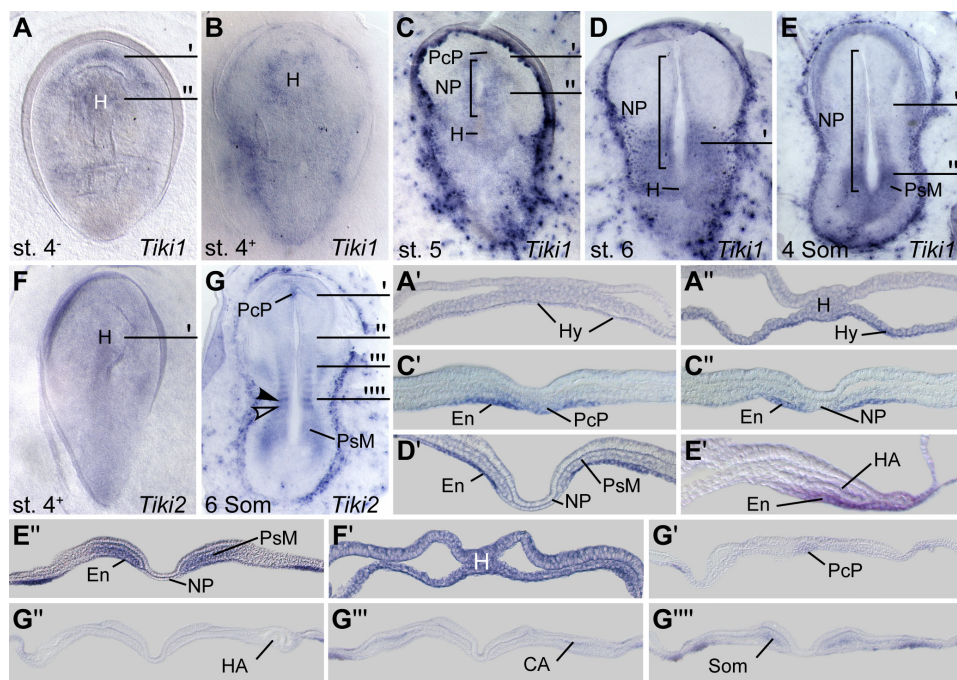 A
'
H
''
st. 4⁻
Tiki1
B
H
st. 4⁺
Tiki1
C
PcP
'
NP
''
H
st. 5
Tiki1
D
NP
'
H
st. 6
Tiki1
E
'
NP
''
PsM
4 Som
Tiki1
F
H
'
st. 4⁺
Tiki2
G
PcP
'
''
'''
''''
PsM
6 Som
Tiki2
A'
Hy
A''
H
Hy
C'
En
PcP
C''
En
NP
D'
En
PsM
NP
E'
HA
En
E''
En
PsM
NP
F'
H
G'
PcP
G''
HA
G'''
CA
G''''
Som